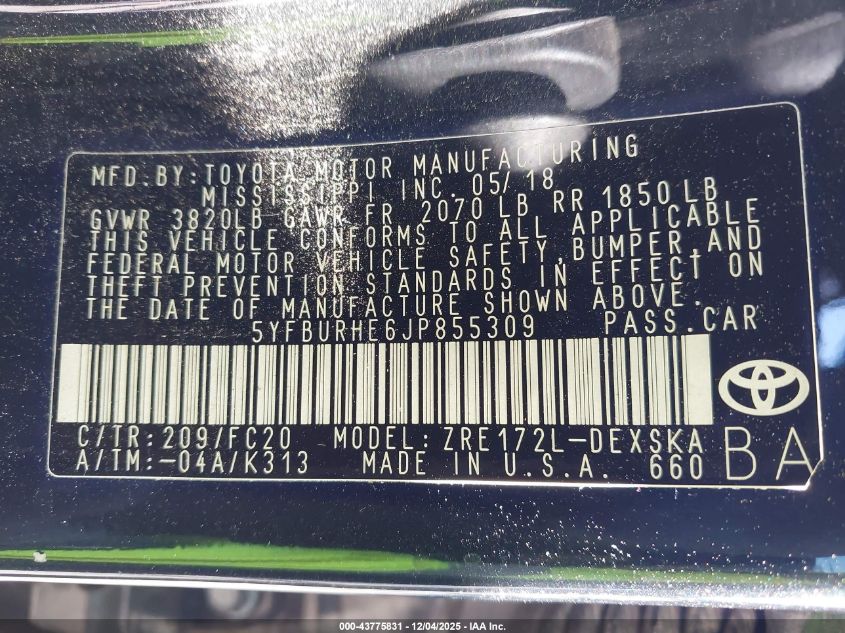 MFD.BY:TOYOTA MOTOR MANUFACTURING
MISSISSIPPI INC. 05/18
GVWR 3820LB GAWR FR 2070LB RR 1850LB
THIS VEHICLE CONFORMS TO ALL APPLICABLE
FEDERAL MOTOR VEHICLE SAFETY,BUMPER,AND
THEFT PREVENTION STANDARDS IN EFFECT ON
THE DATE OF MANUFACTURE SHOWN ABOVE.
5YFBURHE6JP855309 PASS.CAR
C/TR:209/FC20 MODEL:ZRE172L-DEXSKA
A/TM:-04A/K313 MADE IN U.S.A. 660
BA
000-43775831 - 12/04/2025 - IAA Inc.